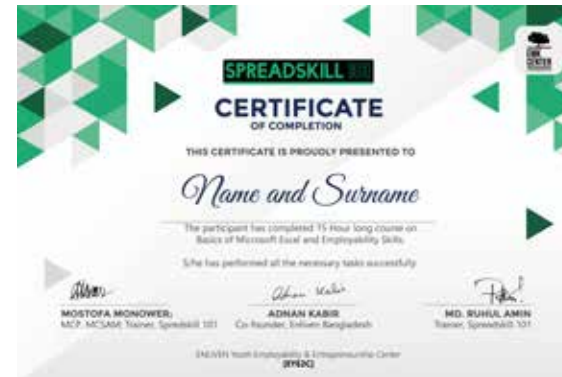 SPREADSKILL 101
CERTIFICATE
OF COMPLETION
THIS CERTIFICATE IS PROUDLY PRESENTED TO
Name and Surname
The participant has completed 15 Hour long course on
Basics of Microsoft Excel and Employability Skills.
S/he has performed all the necessary tasks successfully
MOSTOFA MONOWER;
MCP, MCSAM; Trainer, Spreadskill 101
ADNAN KABIR
Co-founder, Enliven Bangladesh
MD. RUHUL AMIN
Trainer, Spreadskill 101
ENLIVEN Youth Employability & Entrepreneurship Center
[EYE2C]